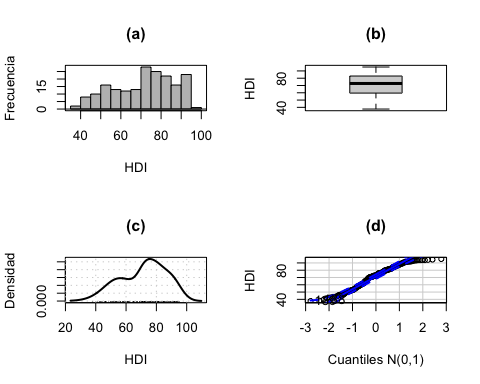 (a)
Frecuencia
0 15
40 60 80 100
HDI
(b)
HDI
40 80
(c)
Densidad
0.000
20 40 60 80 100
HDI
(d)
HDI
40 80
-3 -2 -1 0 1 2 3
Cuantiles N(0,1)